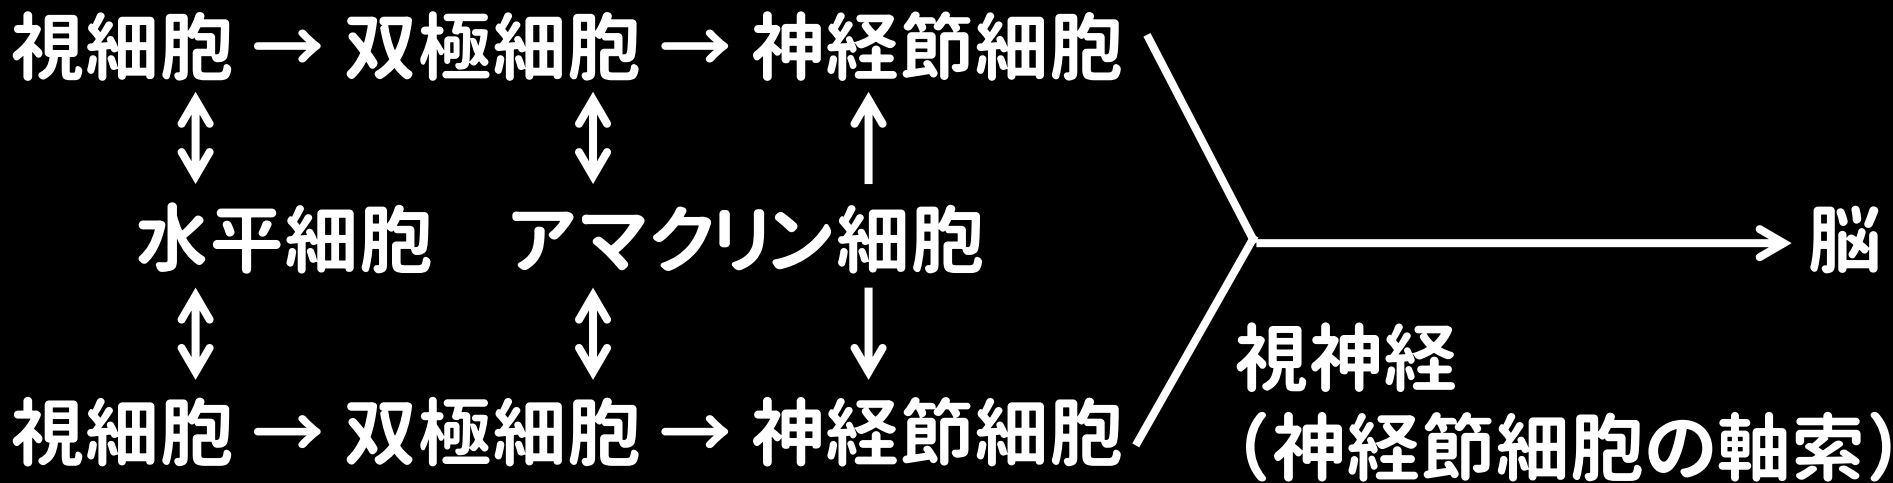 視細胞 → 双極細胞 → 神経節細胞
水平細胞 アマクリン細胞 脳
視神経
視細胞 → 双極細胞 → 神経節細胞
（神経節細胞の軸索）